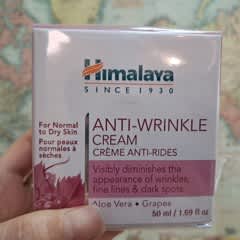 Himalaya
SINCE 1930
For Normal
to Dry Skin
Pour peaux
normales à
sèches
ANTI-WRINKLE
CREAM
CRÈME ANTI-RIDES
Visibly diminishes the
appearance of wrinkles,
fine lines & dark spots
Aloe Vera • Grapes
50 ml / 1.69 fl oz